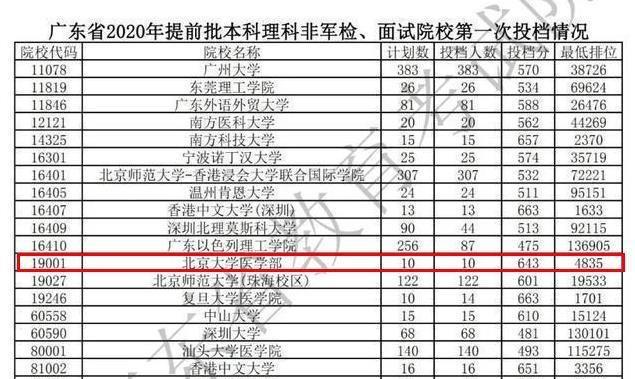 广东省2020年提前批本科理科非军检、面试院校第一次投档情况
院校代码 院校名称 计划数 投档人数 投档分 最低排位
11078 广州大学 383 383 570 38726
11819 东莞理工学院 26 26 534 69624
11846 广东外语外贸大学 81 81 588 26476
12121 南方医科大学 20 20 562 44269
14325 南方科技大学 15 15 657 2370
16301 宁波诺丁汉大学 25 25 574 35719
16401 北京师范大学-香港浸会大学联合国际学院 307 307 532 72221
16405 温州肯恩大学 24 24 511 95151
16407 香港中文大学(深圳) 13 13 663 1633
16409 深圳北理莫斯科大学 90 44 513 92115
16410 广东以色列理工学院 256 87 475 136905
19001 北京大学医学部 10 10 643 4835
19027 北京师范大学(珠海校区) 122 122 601 19533
19246 复旦大学医学院 10 14 663 1701
60558 中山大学 15 15 610 15124
60590 深圳大学 68 68 481 130101
80001 汕头大学医学院 140 140 493 115275
81002 香港中文大学 16 16 651 3356